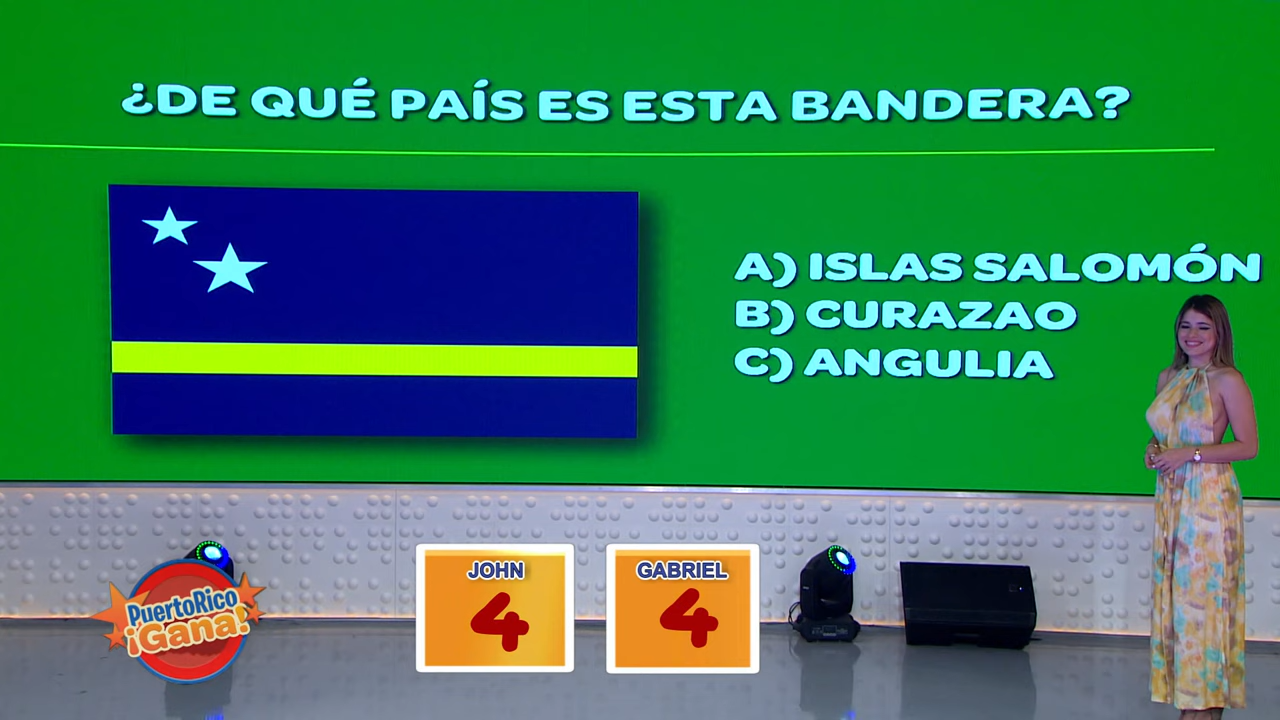 ¿DE QUÉ PAÍS ES ESTA BANDERA?
A) ISLAS SALOMÓN
B) CURAZAO
C) ANGULIA
JOHN
4
GABRIEL
4
PuertoRico
¡Gana!